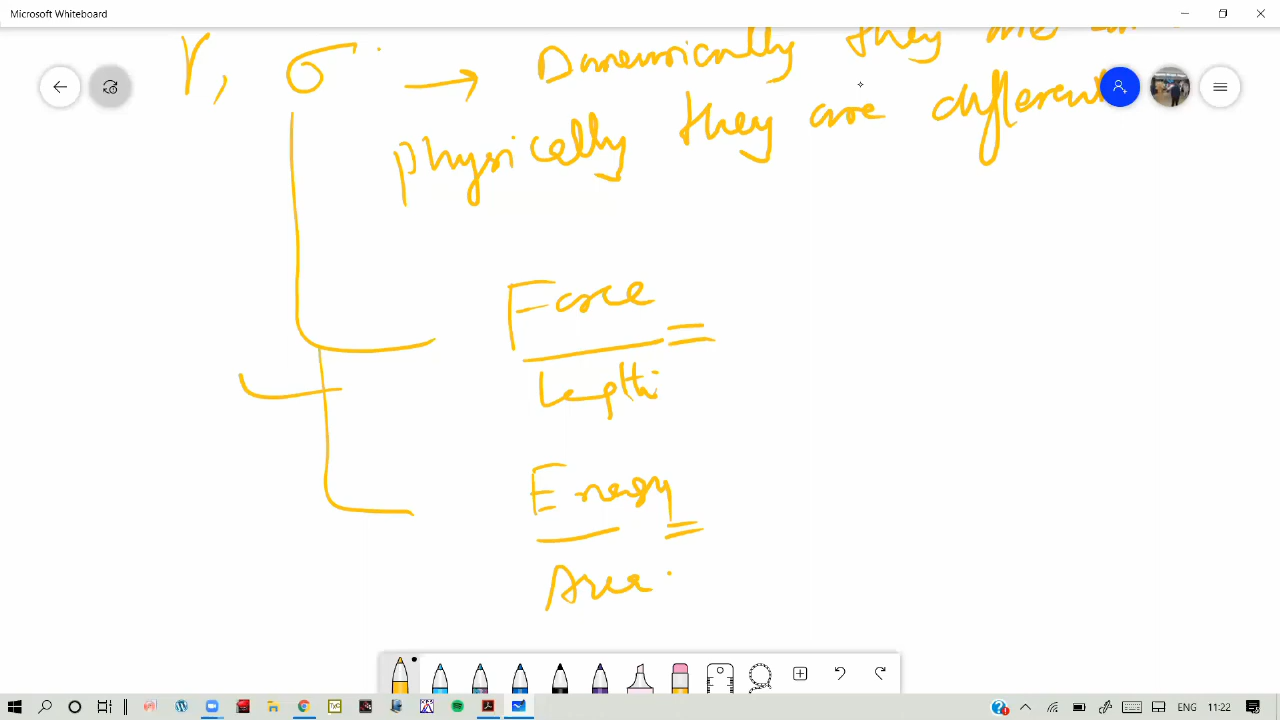 Microsoft Whiteboard
γ, σ → Dimensionally they are
physically they are different
Force
Length
Energy
Area
ENG 11:22